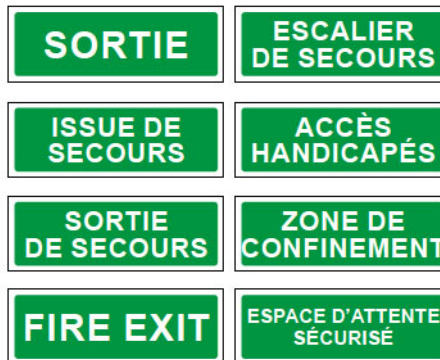 SORTIE
ESCALIER
DE SECOURS
ISSUE DE
SECOURS
ACCÈS
HANDICAPÉS
SORTIE
DE SECOURS
ZONE DE
CONFINEMENT
FIRE EXIT
ESPACE D'ATTENTE
SÉCURISÉ